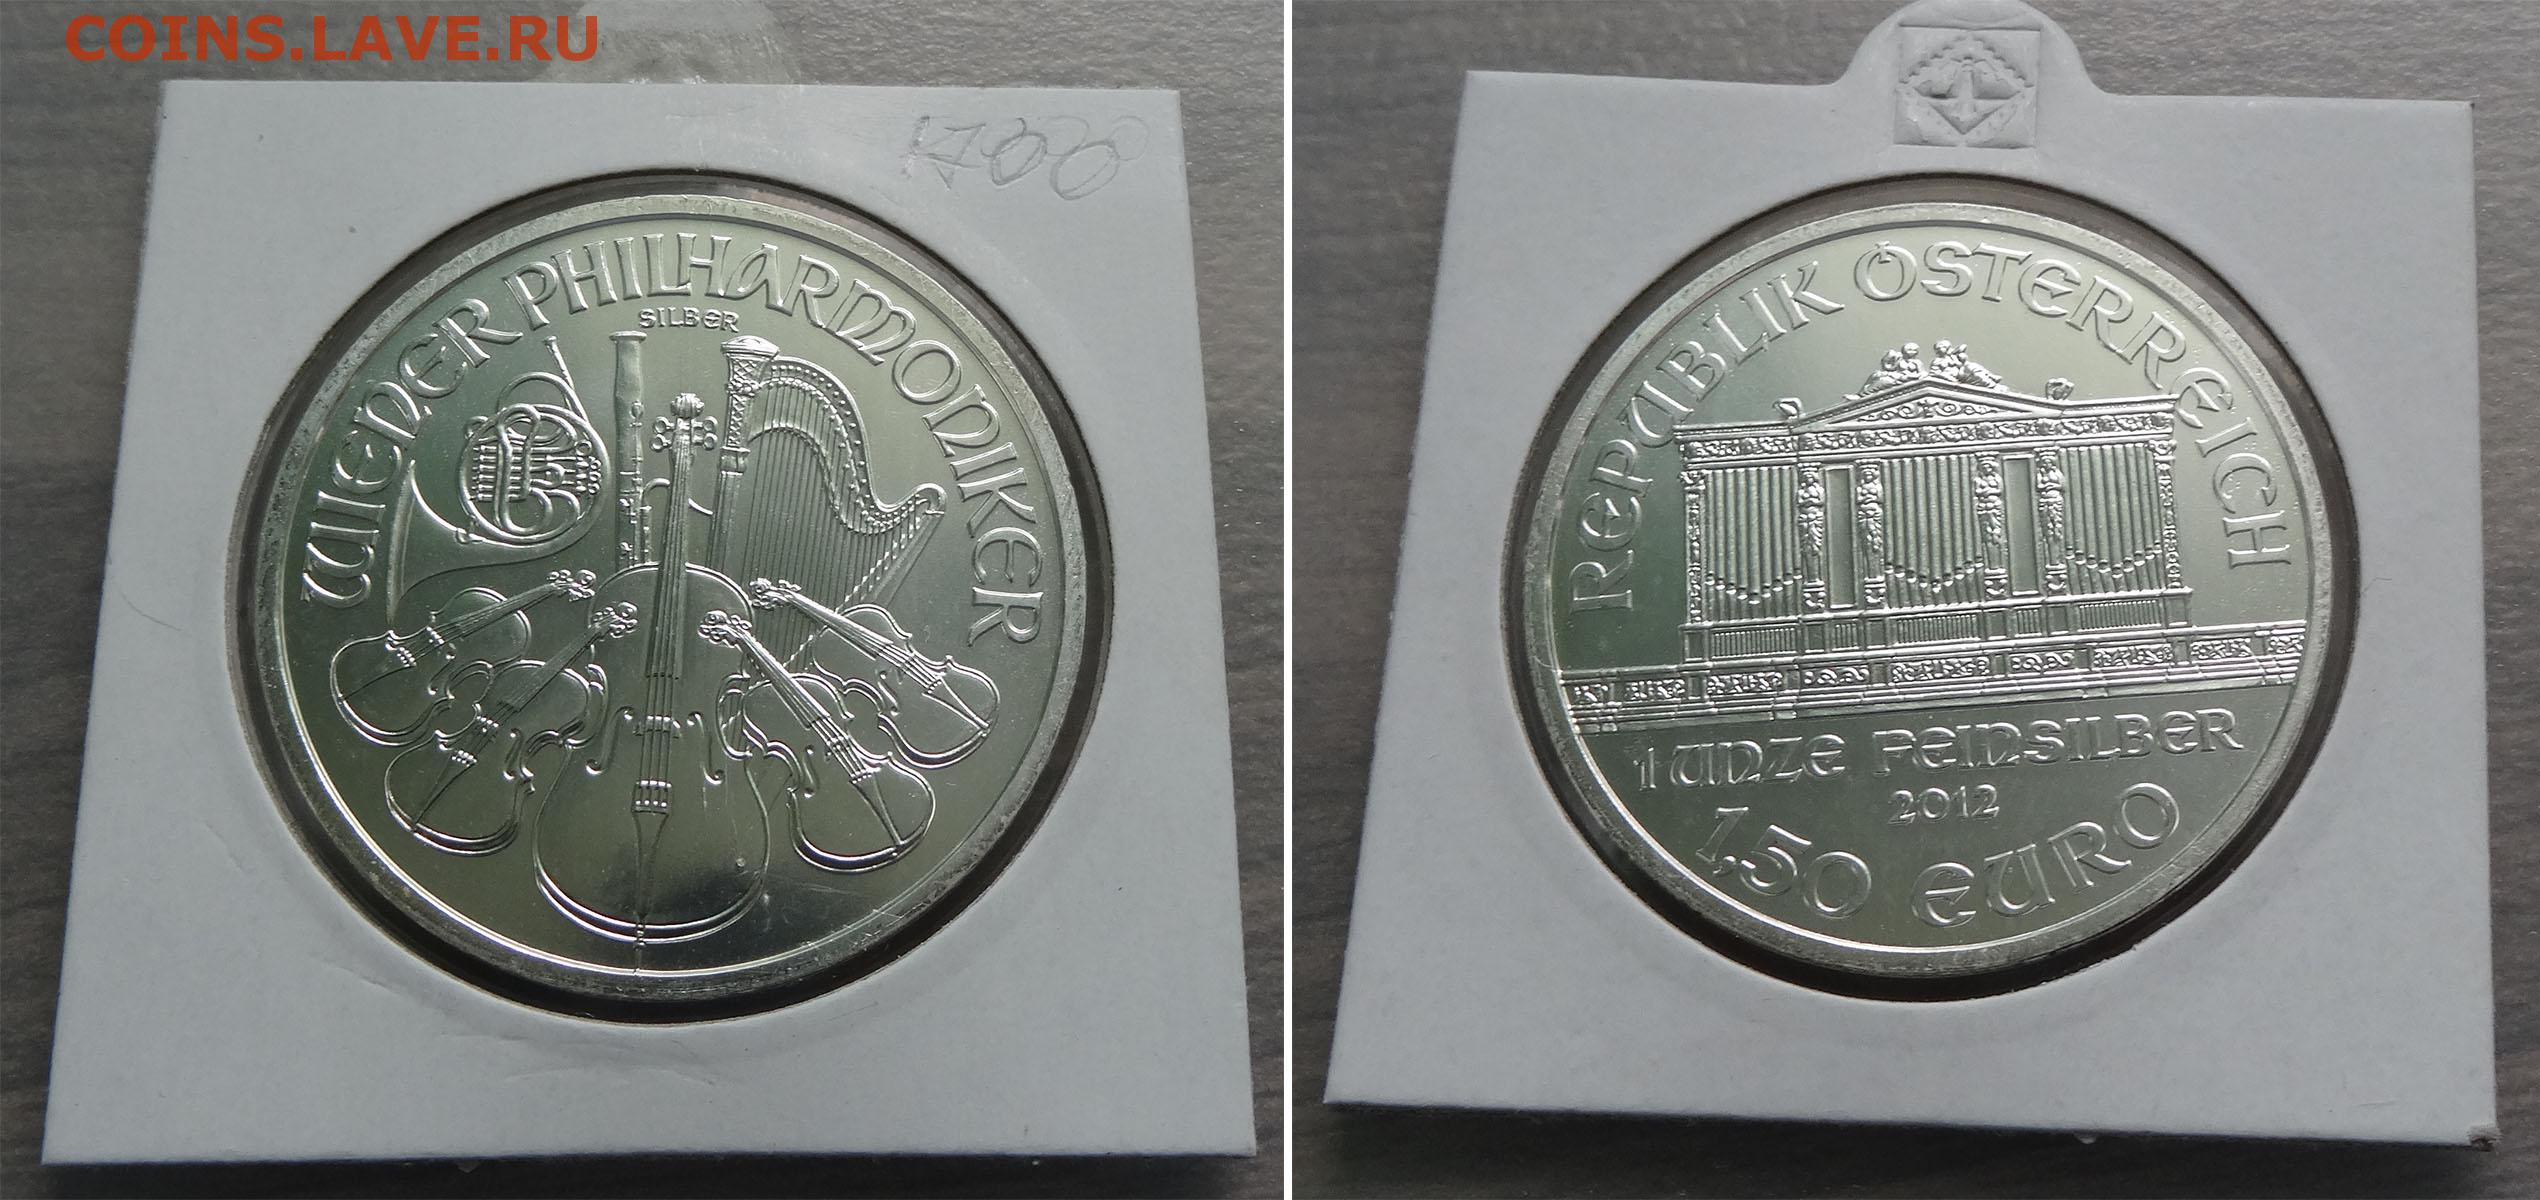 COINS.LAVE.RU
1700
WIENER PHILHARMONIKER
SILBER
REPUBLIK ÖSTERREICH
1 UNZE FEINSILBER
2012
1,50 EURO